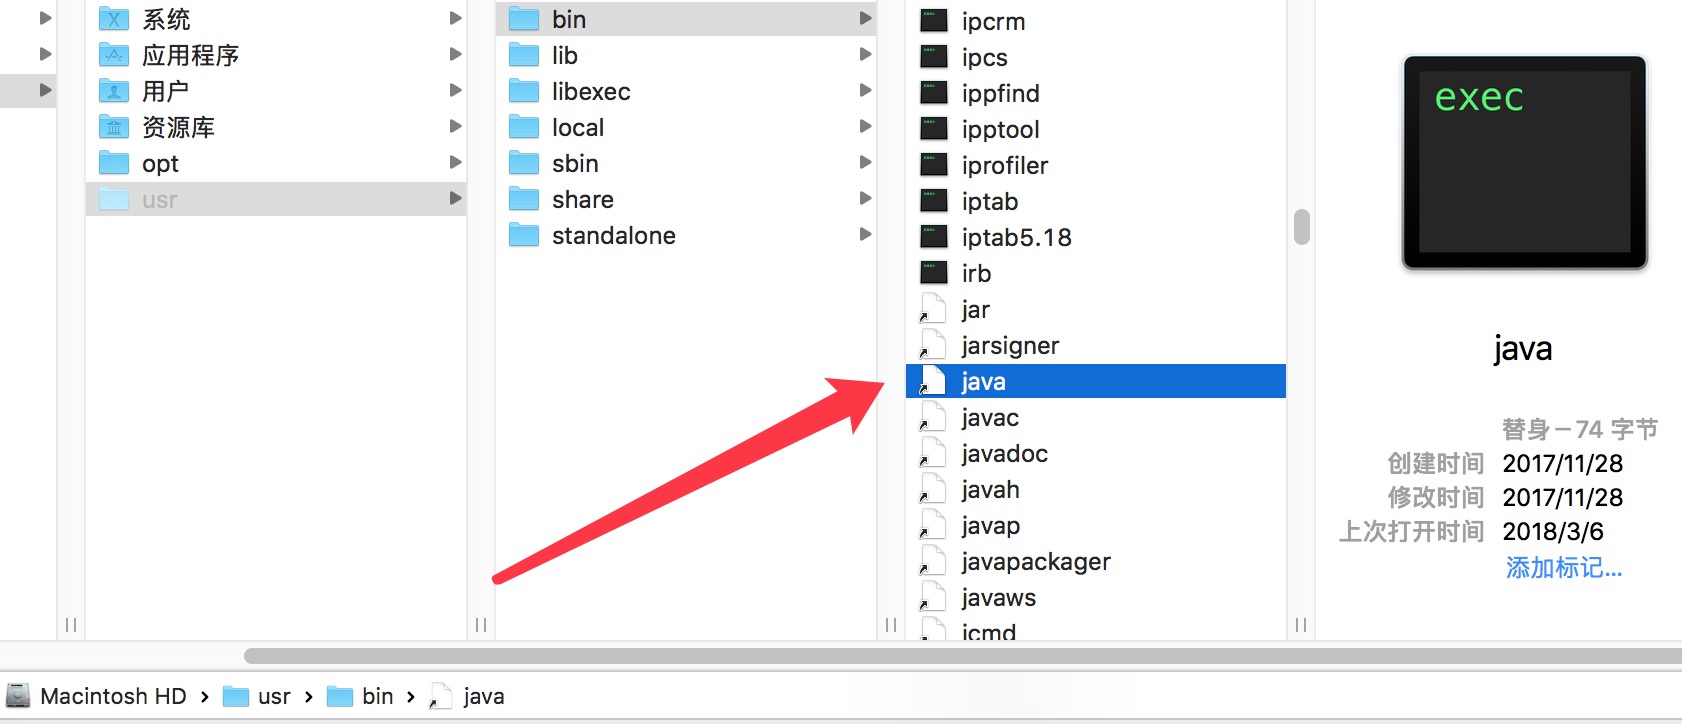 系统
应用程序
用户
资源库
opt
usr
bin
lib
libexec
local
sbin
share
standalone
ipcrm
ipcs
ippfind
ipptool
iprofiler
iptab
iptab5.18
irb
jar
jarsigner
java
javac
javadoc
javah
javap
javapackager
javaws
jcmd
exec
java
替身－74 字节
创建时间 2017/11/28
修改时间 2017/11/28
上次打开时间 2018/3/6
添加标记...
Macintosh HD › usr › bin › java